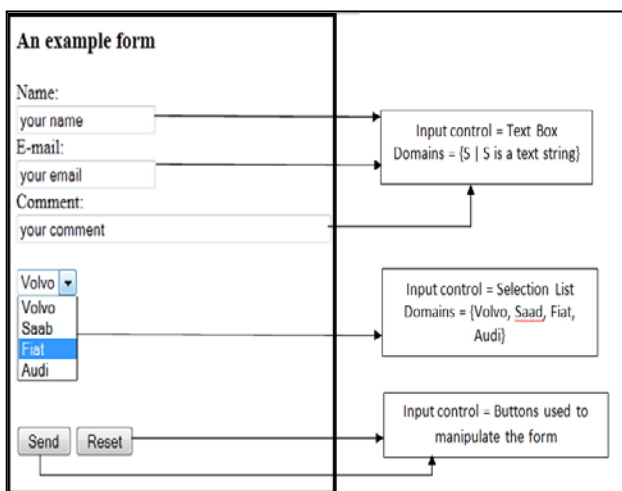 An example form
Name:
your name
E-mail:
your email
Comment:
your comment
Volvo
Volvo
Saab
Fiat
Audi
Send Reset
Input control = Text Box
Domains = {S | S is a text string}
Input control = Selection List
Domains = {Volvo, Saad, Fiat,
Audi}
Input control = Buttons used to
manipulate the form